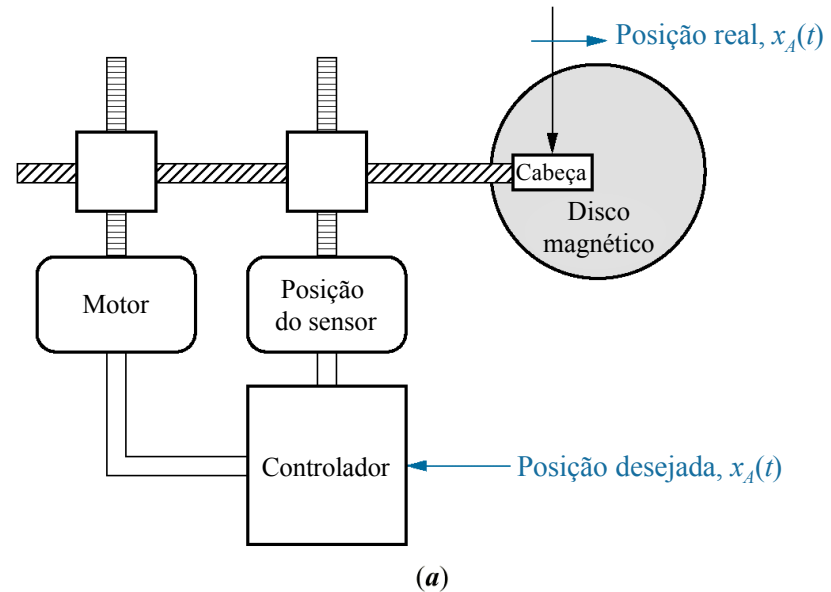 Posição real, x_A(t)
Cabeça
Disco
magnético
Motor
Posição
do sensor
Controlador
Posição desejada, x_A(t)
(a)